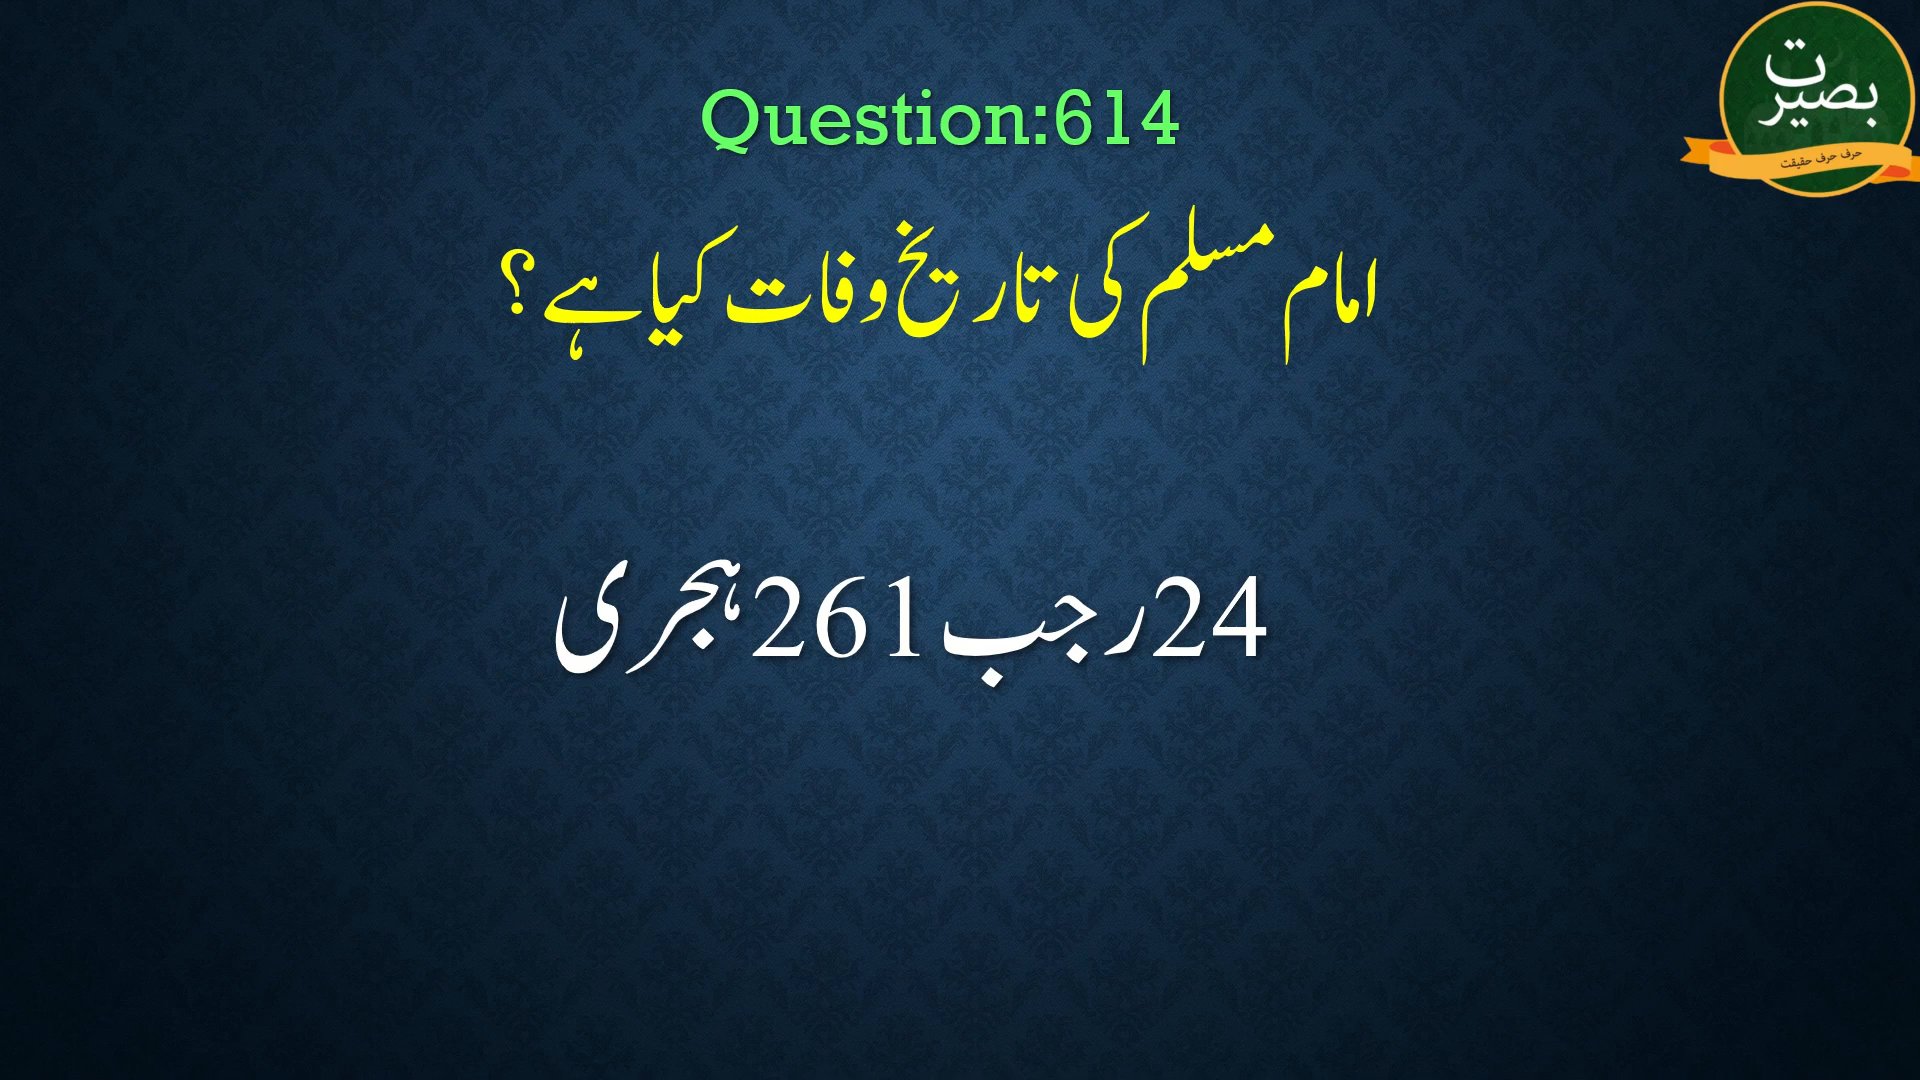 بصیرت
حرف حرف حقیقت
Question:614
امام مسلم کی تاریخ وفات کیا ہے؟
24رجب 261ہجری